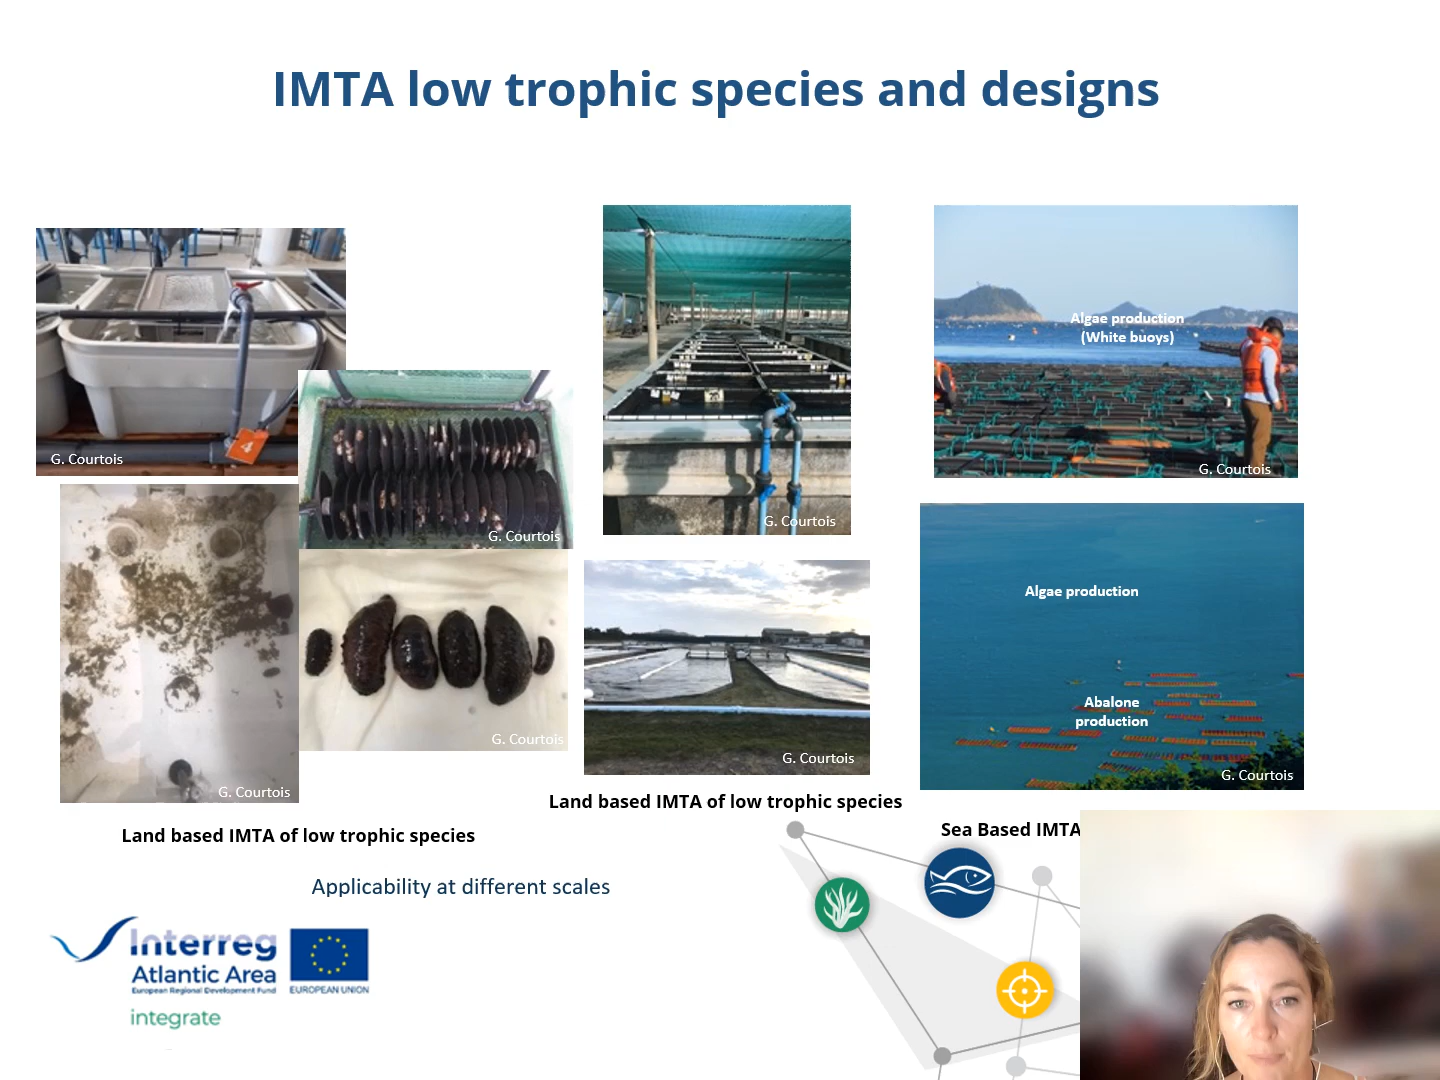 IMTA low trophic species and designs
G. Courtois
G. Courtois
G. Courtois
G. Courtois
Land based IMTA of low trophic species
G. Courtois
G. Courtois
Land based IMTA of low trophic species
Algae production
(White buoys)
G. Courtois
Algae production
Abalone
production
G. Courtois
Sea Based IMTA
Applicability at different scales
Interreg
Atlantic Area
European Regional Development Fund
EUROPEAN UNION
integrate